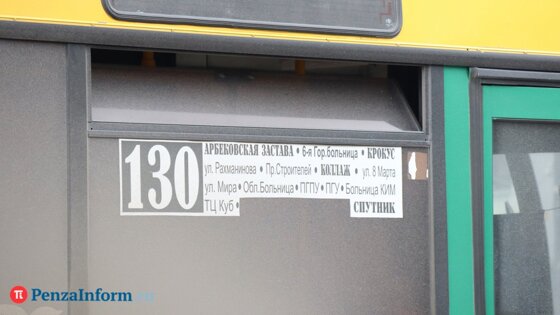 130
АРБЕКОВСКАЯ ЗАСТАВА • 6-я Гор.больница • КРОКУС
ул. Рахманинова • Пр.Строителей • КОЛЛАЖ • ул. 8 Марта
ул. Мира • Обл.Больница • ПГПУ • ПГУ • Больница КИМ
ТЦ Куб •
СПУТНИК
PenzaInform.ru